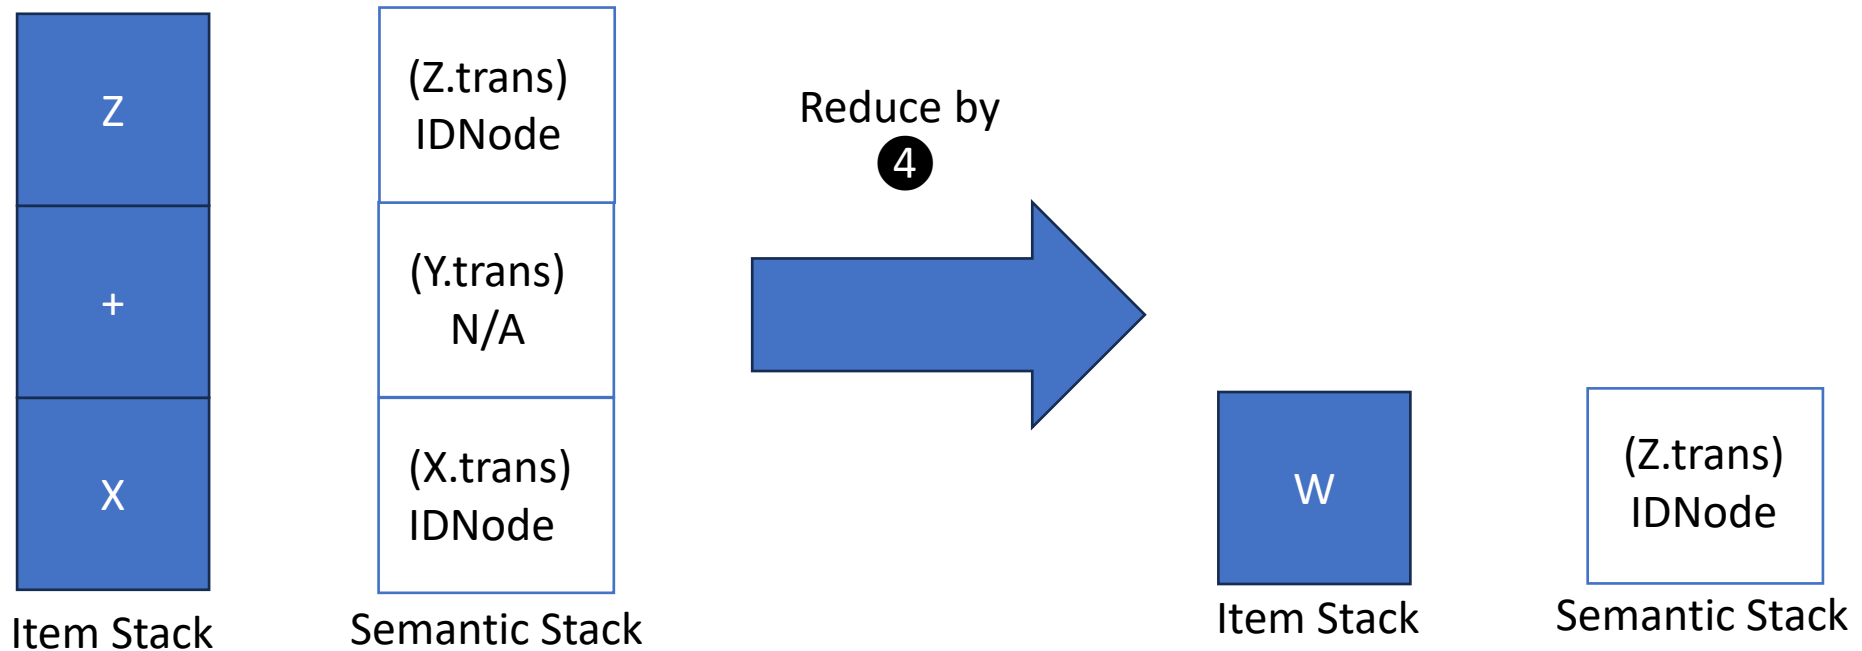 Z
+
X
Item Stack
(Z.trans)
IDNode
(Y.trans)
N/A
(X.trans)
IDNode
Semantic Stack
Reduce by
4
W
Item Stack
(Z.trans)
IDNode
Semantic Stack